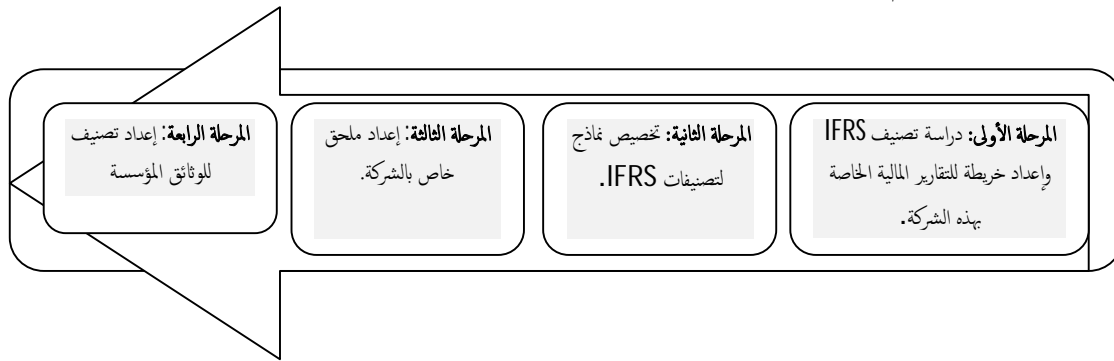 المرحلة الأولى: دراسة تصنيف IFRS
وإعداد خريطة للتقارير المالية الخاصة
بهذه الشركة.
المرحلة الثانية: تخصيص نماذج
لتصنيفات IFRS.
المرحلة الثالثة: إعداد ملحق
خاص بالشركة.
المرحلة الرابعة: إعداد تصنيف
للوثائق المؤسسة